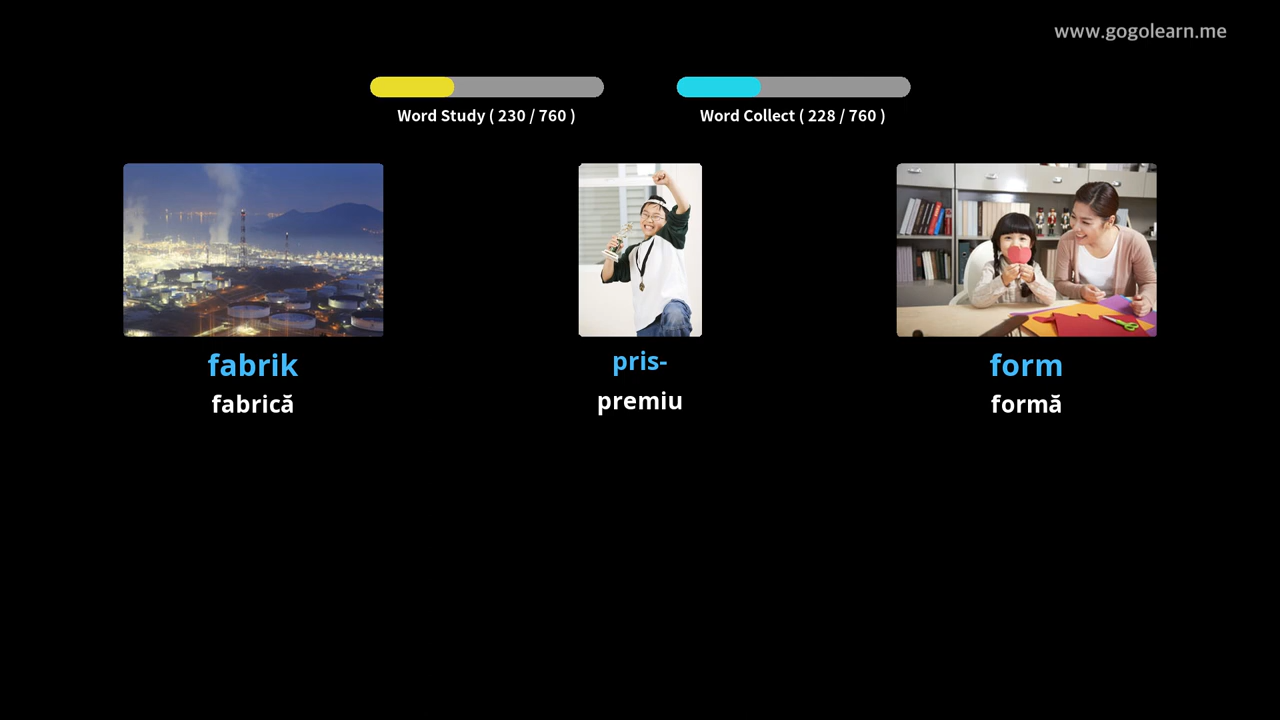 www.gogolearn.me
Word Study ( 230 / 760 )
Word Collect ( 228 / 760 )
fabrik
fabrică
pris-
premiu
form
formă